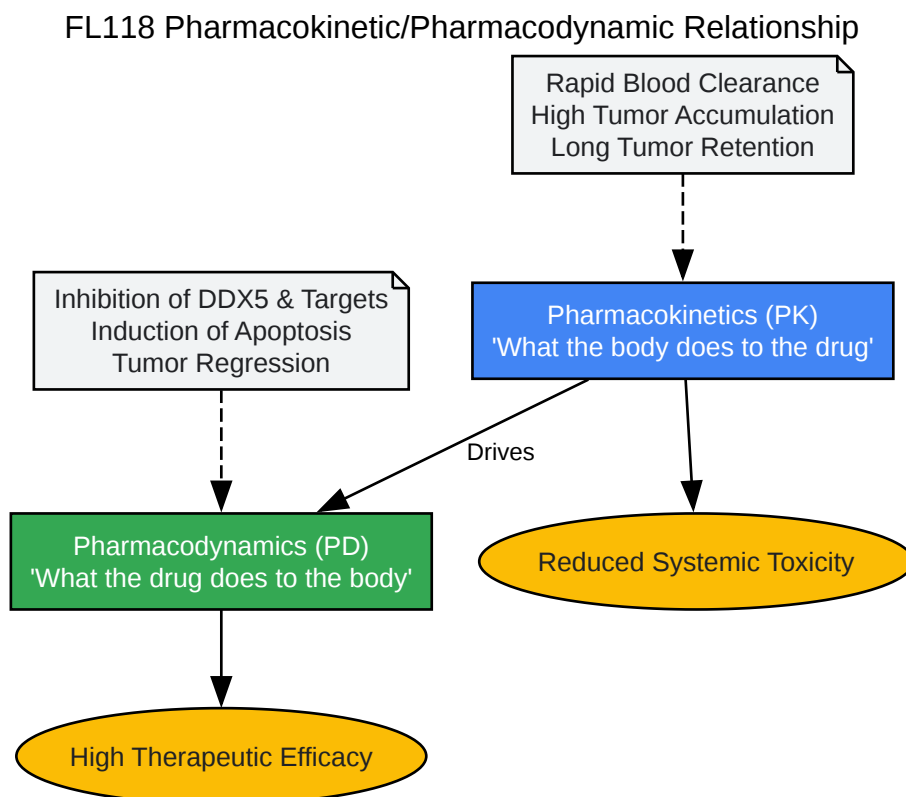 FL118 Pharmacokinetic/Pharmacodynamic Relationship
Rapid Blood Clearance
High Tumor Accumulation
Long Tumor Retention
Inhibition of DDX5 & Targets
Induction of Apoptosis
Tumor Regression
Pharmacokinetics (PK)
'What the body does to the drug'
Drives
Pharmacodynamics (PD)
'What the drug does to the body'
Reduced Systemic Toxicity
High Therapeutic Efficacy